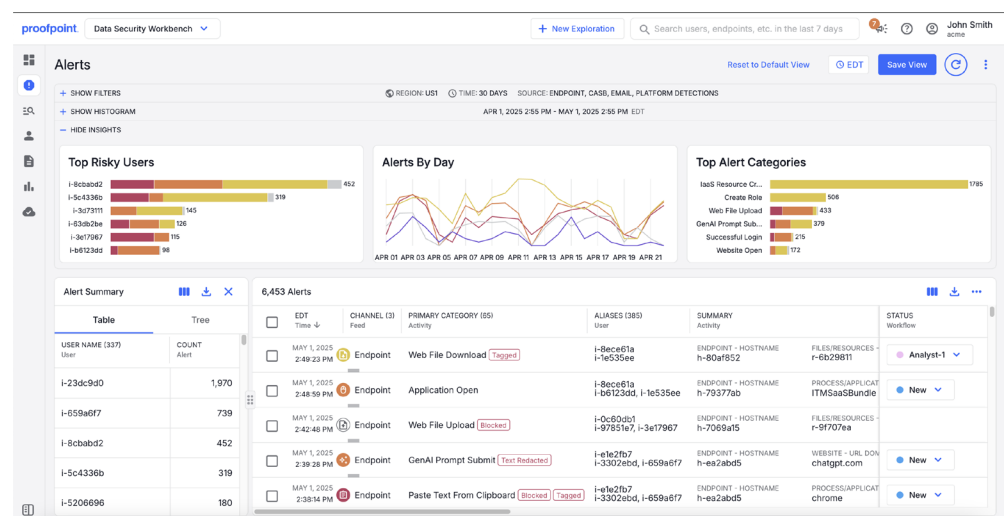 proofpoint. Data Security Workbench + New Exploration Search users, endpoints, etc. in the last 7 days 7 John Smith
acme
Alerts Reset to Default View EDT Save View
+ SHOW FILTERS REGION: US1 TIME: 30 DAYS SOURCE: ENDPOINT, CASB, EMAIL, PLATFORM DETECTIONS
+ SHOW HISTOGRAM APR 1, 2025 2:55 PM - MAY 1, 2025 2:55 PM EDT
— HIDE INSIGHTS
Top Risky Users
i-8cbabd2 452
i-5c4336b 319
i-3d73111 145
i-83db2be 126
i-3e17967 115
i-b6123dd 98
Alerts By Day
APR 01 APR 03 APR 05 APR 07 APR 09 APR 11 APR 13 APR 15 APR 17 APR 19 APR 21
Top Alert Categories
IaaS Resource Cr... 1785
Create Role 506
Web File Upload 433
GenAI Prompt Sub... 379
Successful Login 215
Website Open 172
Alert Summary
Table Tree
USER NAME (337) COUNT
User Alert
i-23dc9d0 1,970
i-659a6f7 739
i-8cbabd2 452
i-5c4336b 319
i-5206696 180
6,453 Alerts
EDT CHANNEL (3) PRIMARY CATEGORY (65) ALIASES (385) SUMMARY STATUS
Time Feed Activity User Activity Workflow
MAY 1, 2025 i-8ece61a ENDPOINT - HOSTNAME FILES/RESOURCES -
2:49:23 PM Endpoint Web File Download Tagged i-1e535ee h-80af852 r-6b29811 Analyst-1
MAY 1, 2025 i-8ece61a ENDPOINT - HOSTNAME PROCESS/APPLICAT
2:48:59 PM Endpoint Application Open i-b6123dd, i-1e535ee h-79377ab ITMSaaSBundle New
MAY 1, 2025 i-0c60db1 ENDPOINT - HOSTNAME FILES/RESOURCES -
2:42:48 PM Endpoint Web File Upload Blocked i-97851e7, i-3e17967 h-7069a15 r-9f707ea
MAY 1, 2025 i-e1e2fb7 ENDPOINT - HOSTNAME WEBSITE - URL DOM
2:39:28 PM Endpoint GenAI Prompt Submit Text Redacted i-3302ebd, i-659a6f7 h-ea2abd5 chatgpt.com New
MAY 1, 2025 i-e1e2fb7 ENDPOINT - HOSTNAME PROCESS/APPLICAT
2:38:14 PM Endpoint Paste Text From Clipboard Blocked Tagged i-3302ebd, i-659a6f7 h-ea2abd5 chrome New